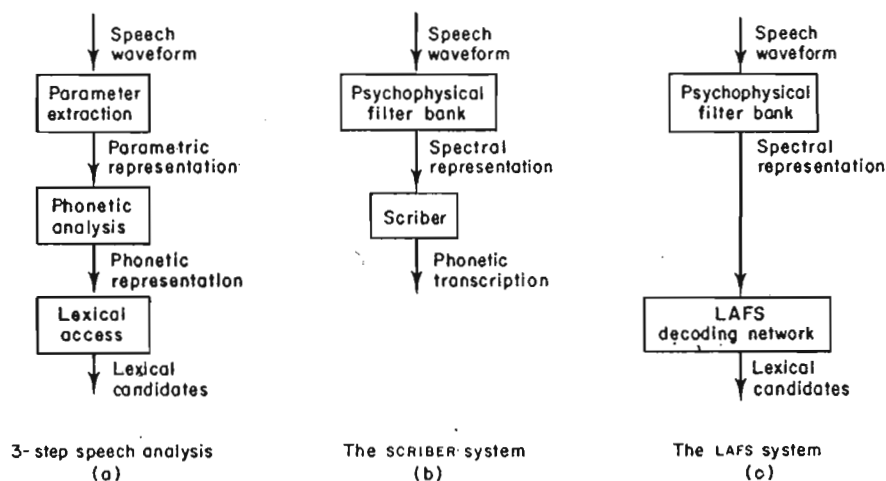 Speech
waveform
Parameter
extraction
Parametric
representation
Phonetic
analysis
Phonetic
representation
Lexical
access
Lexical
candidates
3-step speech analysis
(a)
Speech
waveform
Psychophysical
filter bank
Spectral
representation
Scriber
Phonetic
transcription
The SCRIBER system
(b)
Speech
waveform
Psychophysical
filter bank
Spectral
representation
LAFS
decoding network
Lexical
candidates
The LAFS system
(c)